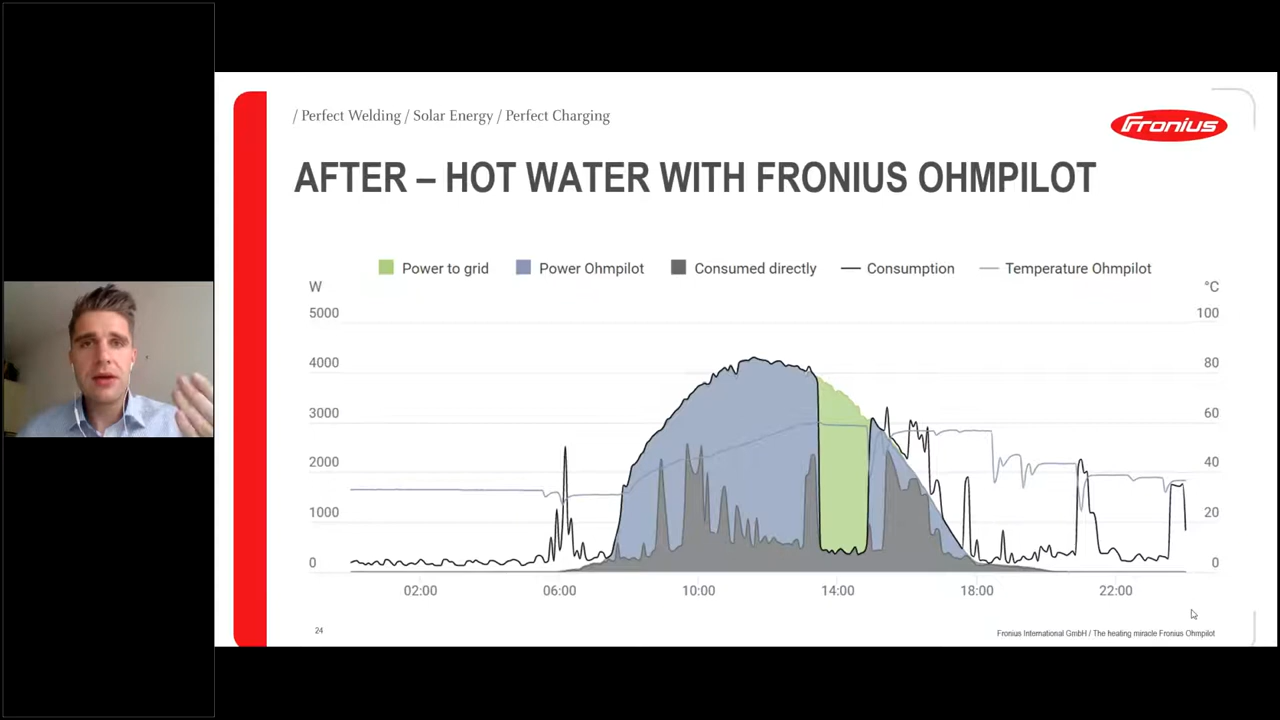 / Perfect Welding / Solar Energy / Perfect Charging
Fronius
AFTER – HOT WATER WITH FRONIUS OHMPILOT
Power to grid Power Ohmpilot Consumed directly Consumption Temperature Ohmpilot
W °C
5000 100
4000 80
3000 60
2000 40
1000 20
0 0
02:00 06:00 10:00 14:00 18:00 22:00
24 Fronius International GmbH / The heating miracle Fronius Ohmpilot